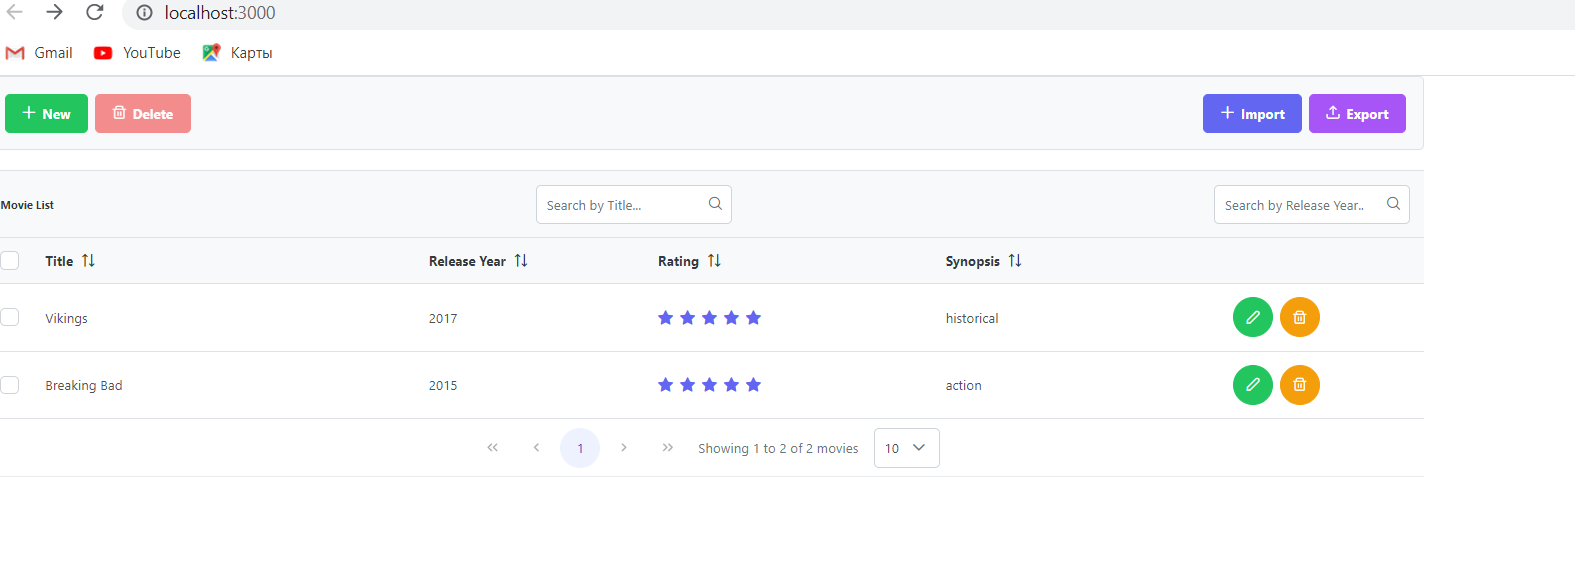 localhost:3000
Gmail YouTube Карты
New Delete Import Export
Movie List Search by Title... Search by Release Year..
Title Release Year Rating Synopsis
Vikings 2017 historical
Breaking Bad 2015 action
« ‹ 1 › » Showing 1 to 2 of 2 movies 10